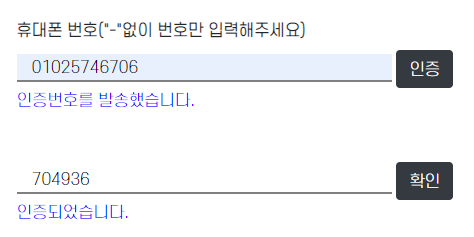 휴대폰 번호("-"없이 번호만 입력해주세요)
01025746706 인증
인증번호를 발송했습니다.
704936 확인
인증되었습니다.